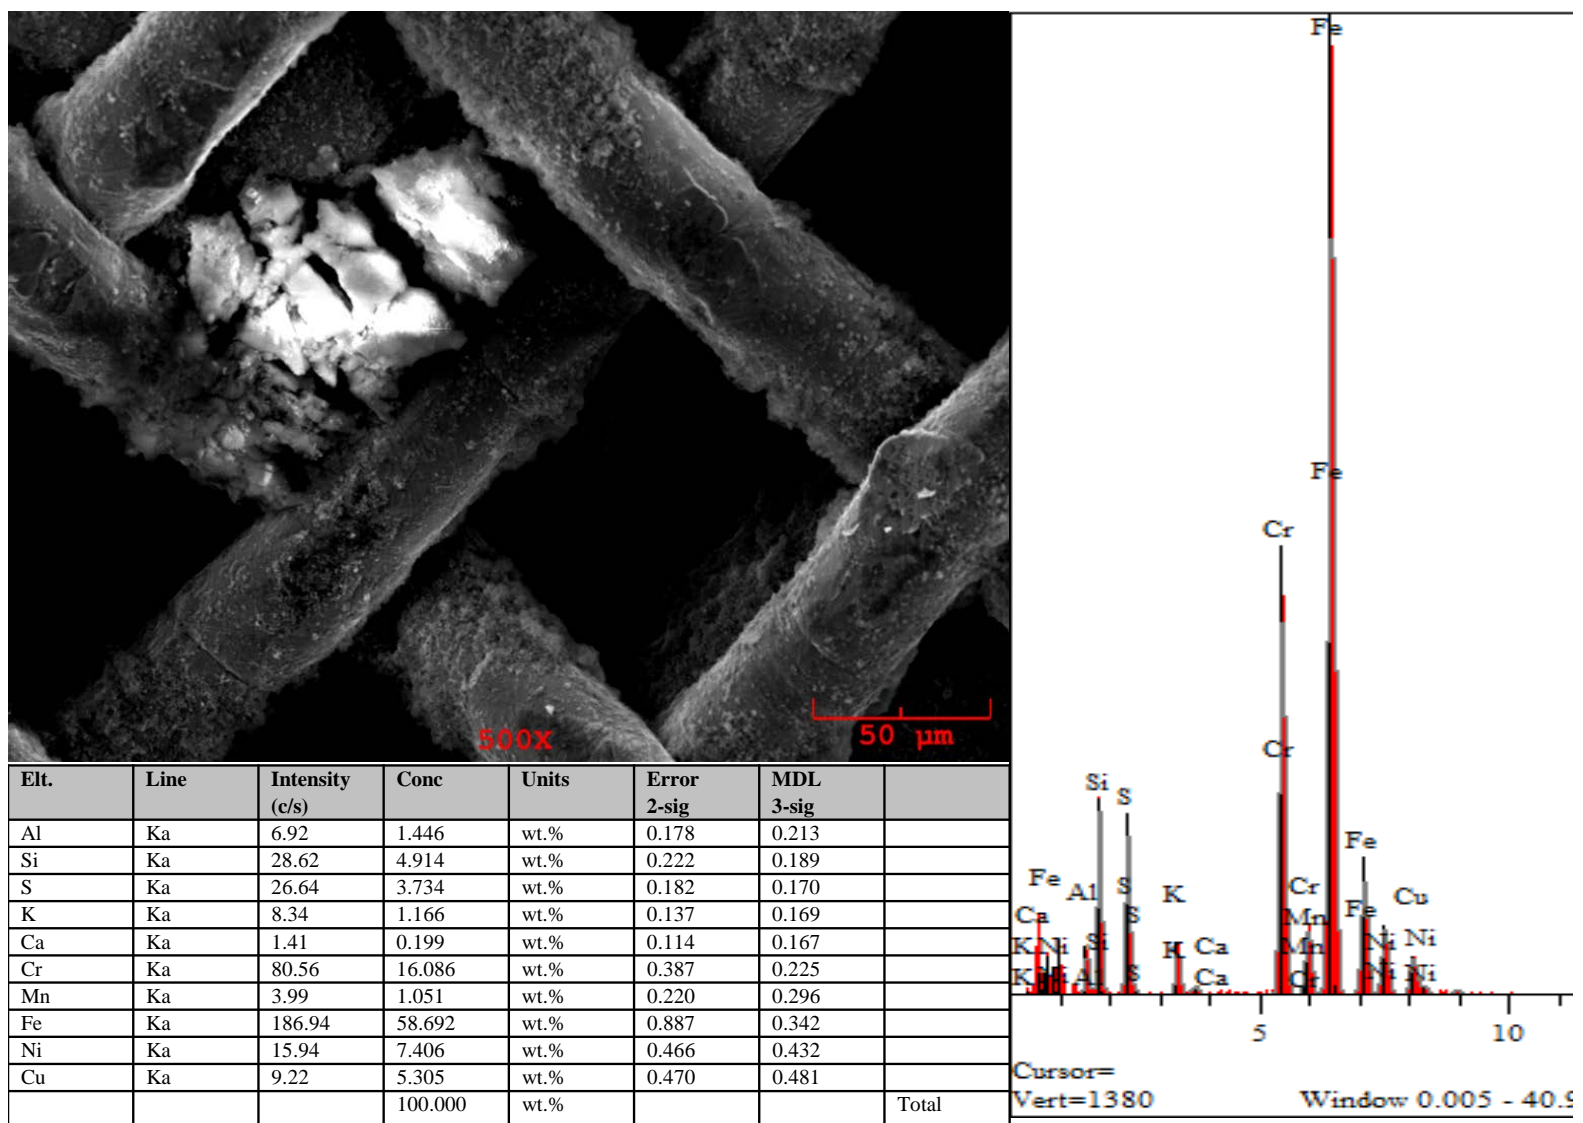 500X
50 µm
Elt. Line Intensity (c/s) Conc Units Error 2-sig MDL 3-sig
Al Ka 6.92 1.446 wt.% 0.178 0.213
Si Ka 28.62 4.914 wt.% 0.222 0.189
S Ka 26.64 3.734 wt.% 0.182 0.170
K Ka 8.34 1.166 wt.% 0.137 0.169
Ca Ka 1.41 0.199 wt.% 0.114 0.167
Cr Ka 80.56 16.086 wt.% 0.387 0.225
Mn Ka 3.99 1.051 wt.% 0.220 0.296
Fe Ka 186.94 58.692 wt.% 0.887 0.342
Ni Ka 15.94 7.406 wt.% 0.466 0.432
Cu Ka 9.22 5.305 wt.% 0.470 0.481
100.000 wt.% Total
Fe
Fe
Cr
Cr
Si S
Fe
Fe Al S K Cr Cu
Ca S Mn Fe Ni
K Ni Si K Ca Mn Ni
K Al S Ca Cr Ni Ni
5 10
Cursor=
Vert=1380 Window 0.005 - 40.9